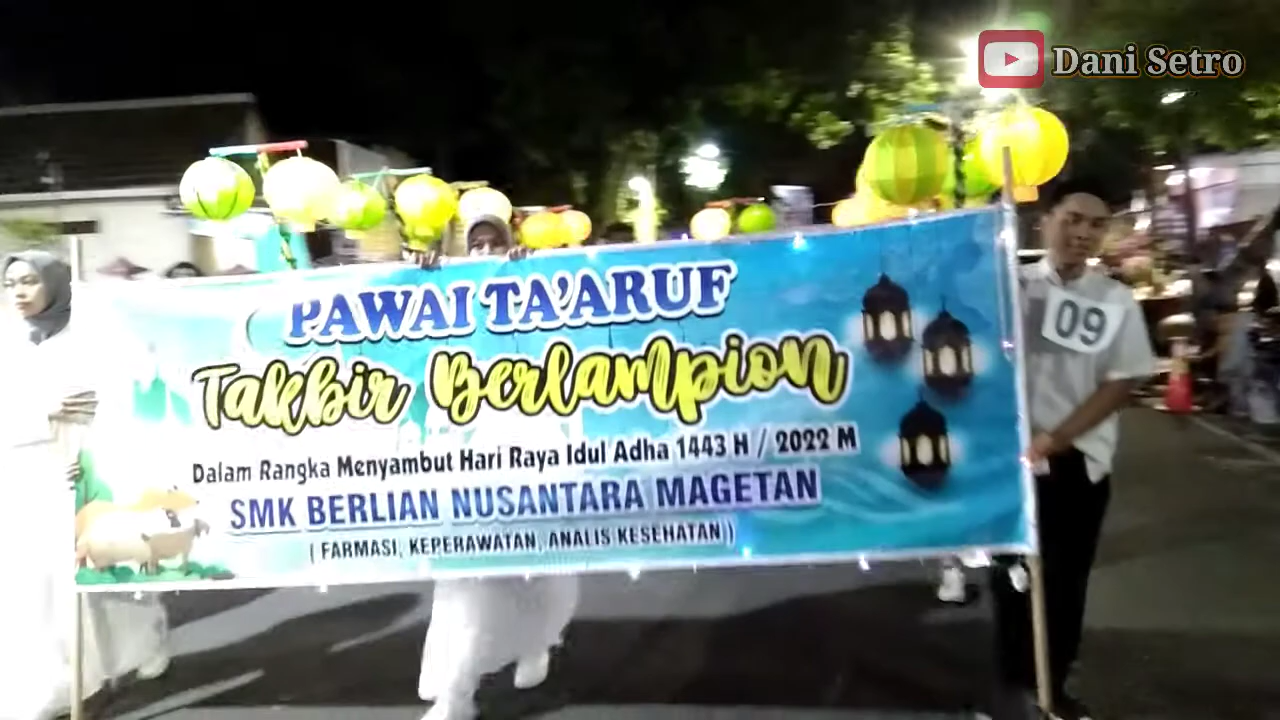 Dani Setro
PAWAI TA'ARUF
Takbir Berlampion
Dalam Rangka Menyambut Hari Raya Idul Adha 1443 H / 2022 M
SMK BERLIAN NUSANTARA MAGETAN
( FARMASI, KEPERAWATAN, ANALIS KESEHATAN )
09